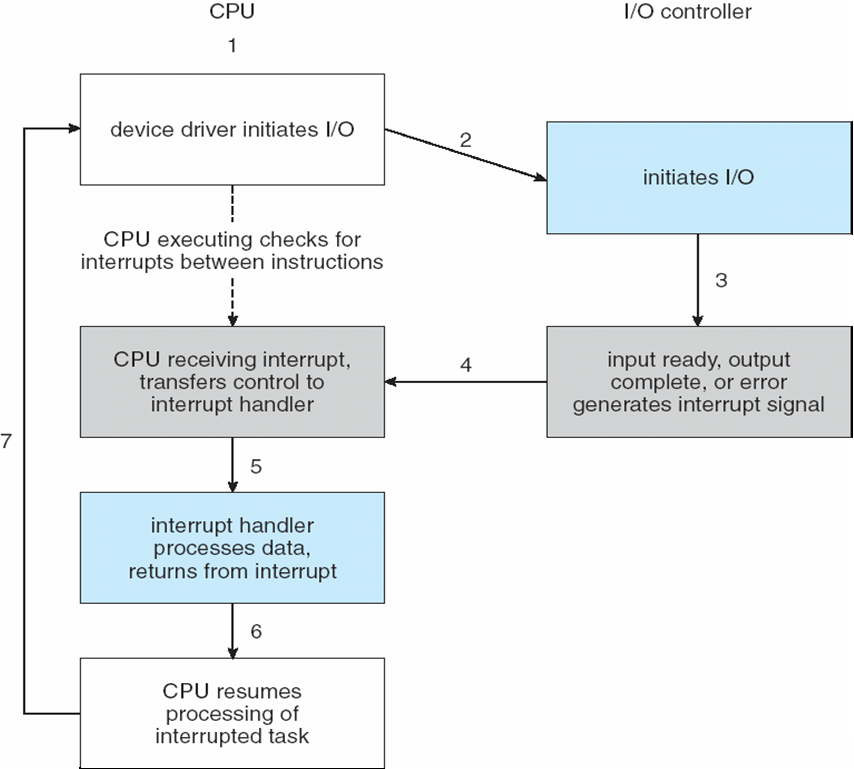 CPU
I/O controller
1
device driver initiates I/O
2
initiates I/O
CPU executing checks for
interrupts between instructions
3
CPU receiving interrupt,
transfers control to
interrupt handler
4
input ready, output
complete, or error
generates interrupt signal
7
5
interrupt handler
processes data,
returns from interrupt
6
CPU resumes
processing of
interrupted task